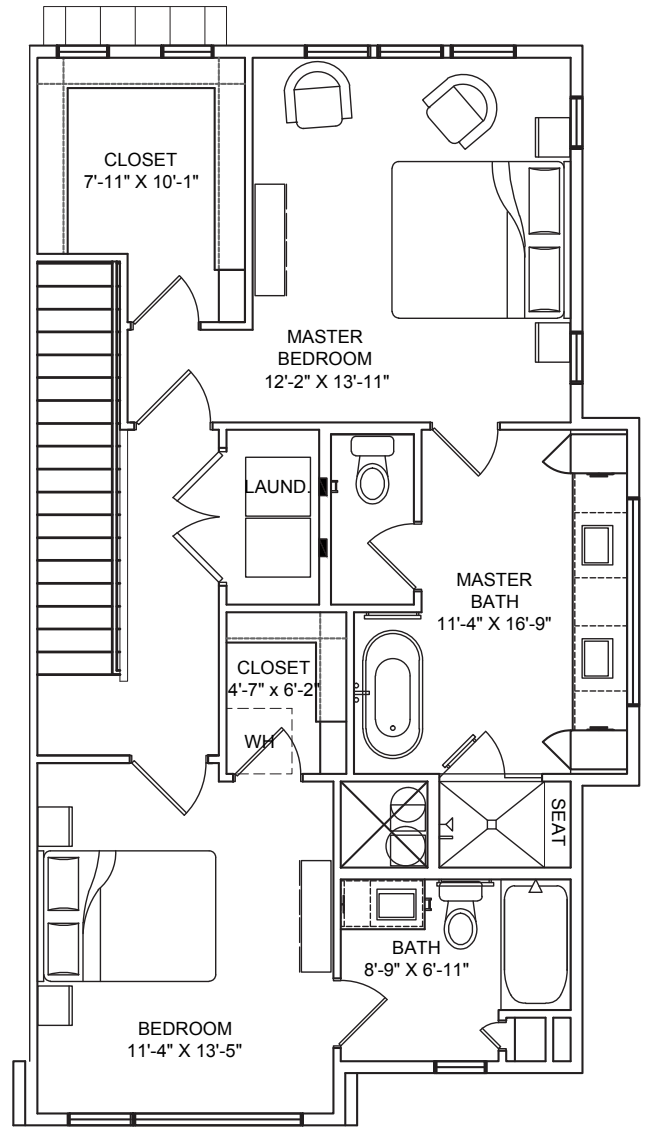 CLOSET
7'-11" X 10'-1"
MASTER
BEDROOM
12'-2" X 13'-11"
LAUND.
MASTER
BATH
11'-4" X 16'-9"
CLOSET
4'-7" x 6'-2"
WH
SEAT
BATH
8'-9" X 6'-11"
BEDROOM
11'-4" X 13'-5"